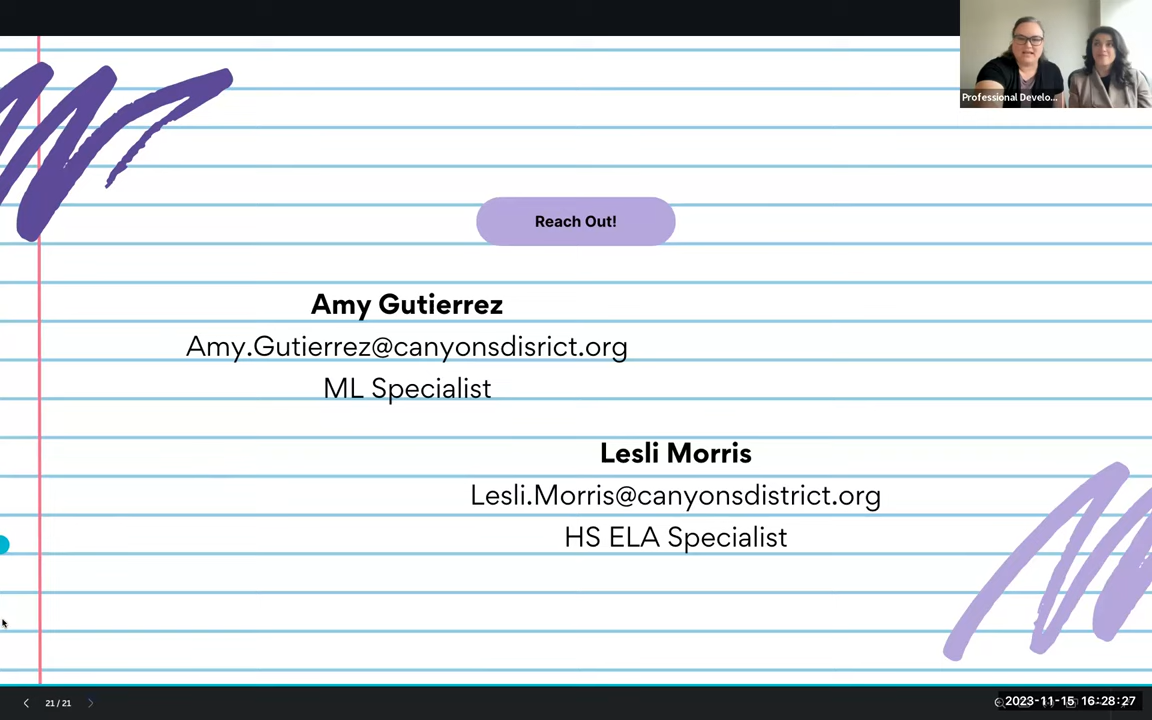 Professional Develo...
Reach Out!
Amy Gutierrez
Amy.Gutierrez@canyonsdisrict.org
ML Specialist
Lesli Morris
Lesli.Morris@canyonsdistrict.org
HS ELA Specialist
21 / 21
2023-11-15 16:28:27